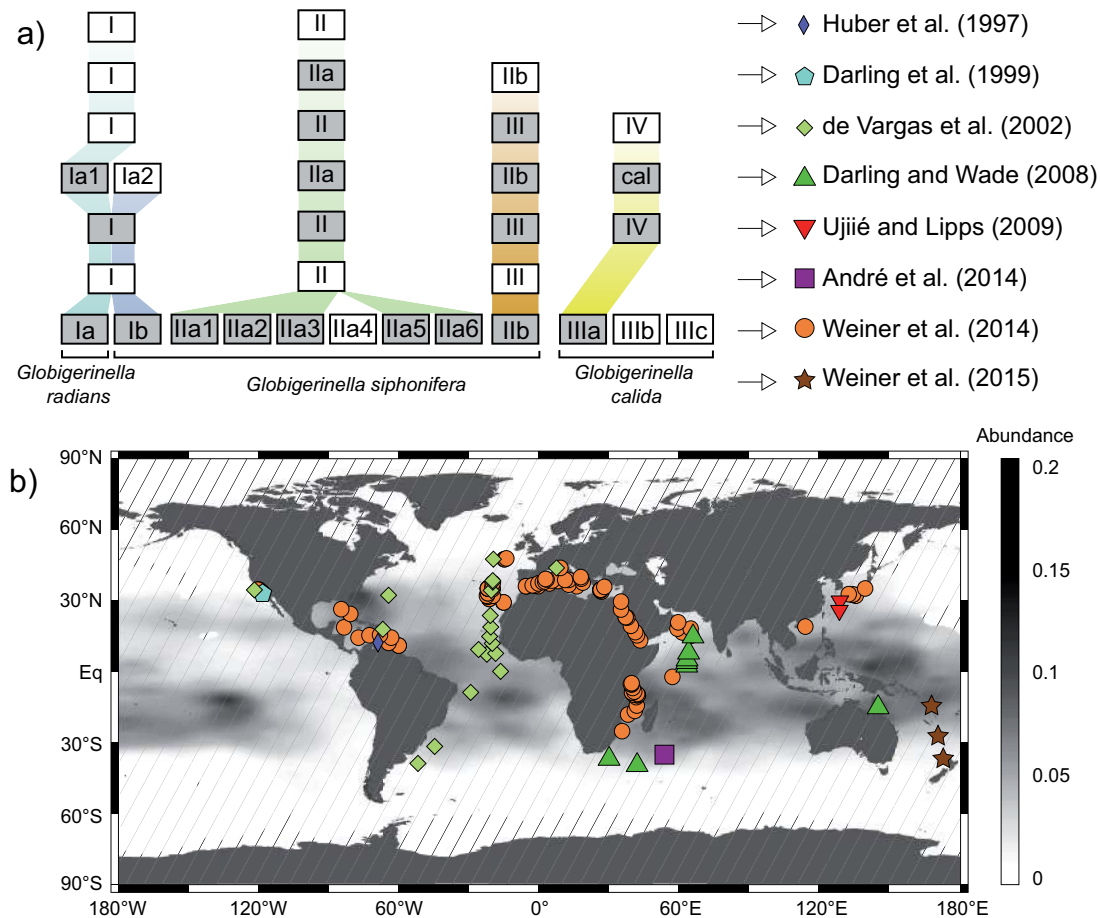 a)
I II Huber et al. (1997)
I IIa IIb Darling et al. (1999)
I II III IV de Vargas et al. (2002)
Ia1 Ia2 IIa IIb cal Darling and Wade (2008)
I II III IV Ujiié and Lipps (2009)
I II III André et al. (2014)
Ia Ib IIa1 IIa2 IIa3 IIa4 IIa5 IIa6 IIb IIIa IIIb IIIc Weiner et al. (2014)
Globigerinella
radians
Globigerinella siphonifera
Globigerinella
calida
Weiner et al. (2015)
b)
Abundance
0.2
0.15
0.1
0.05
0
90°N
60°N
30°N
Eq
30°S
60°S
90°S
180°W 120°W 60°W 0° 60°E 120°E 180°E